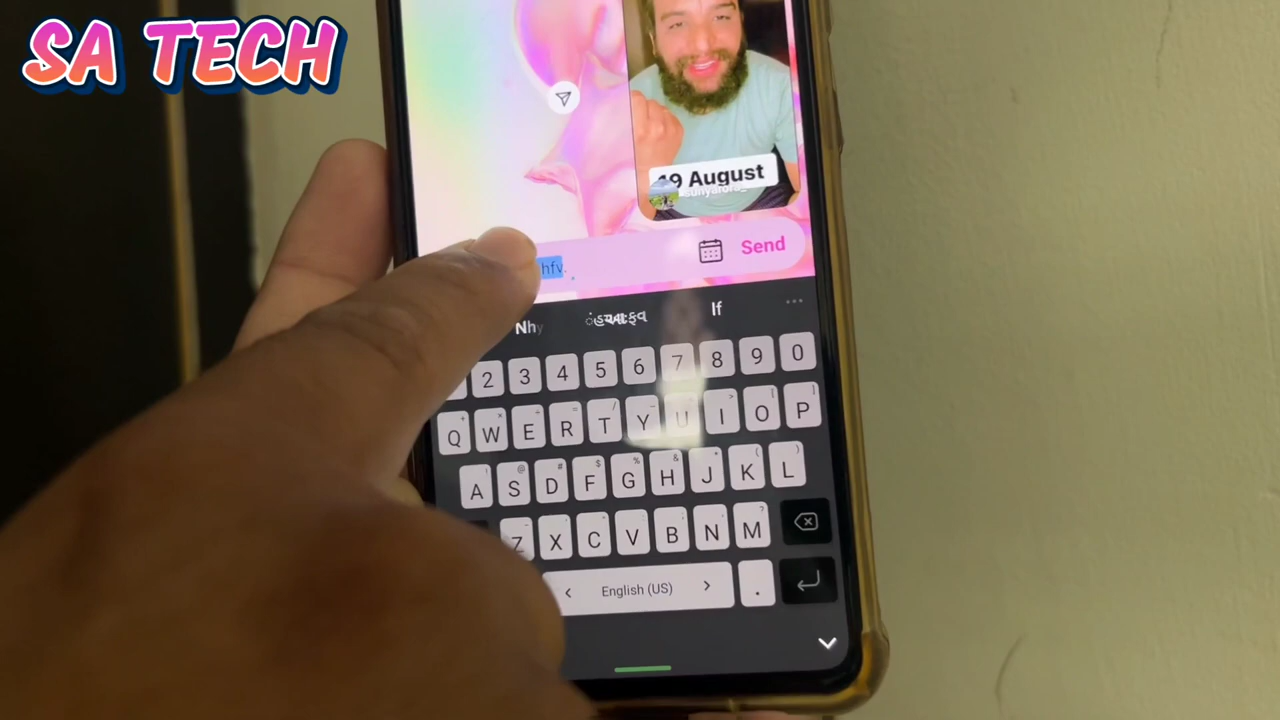 SA TECH
19 August
hfv.
Send
Nhy
If
2 3 4 5 6 7 8 9 0
Q W E R T Y U I O P
A S D F G H J K L
Z X C V B N M
< English (US) > .